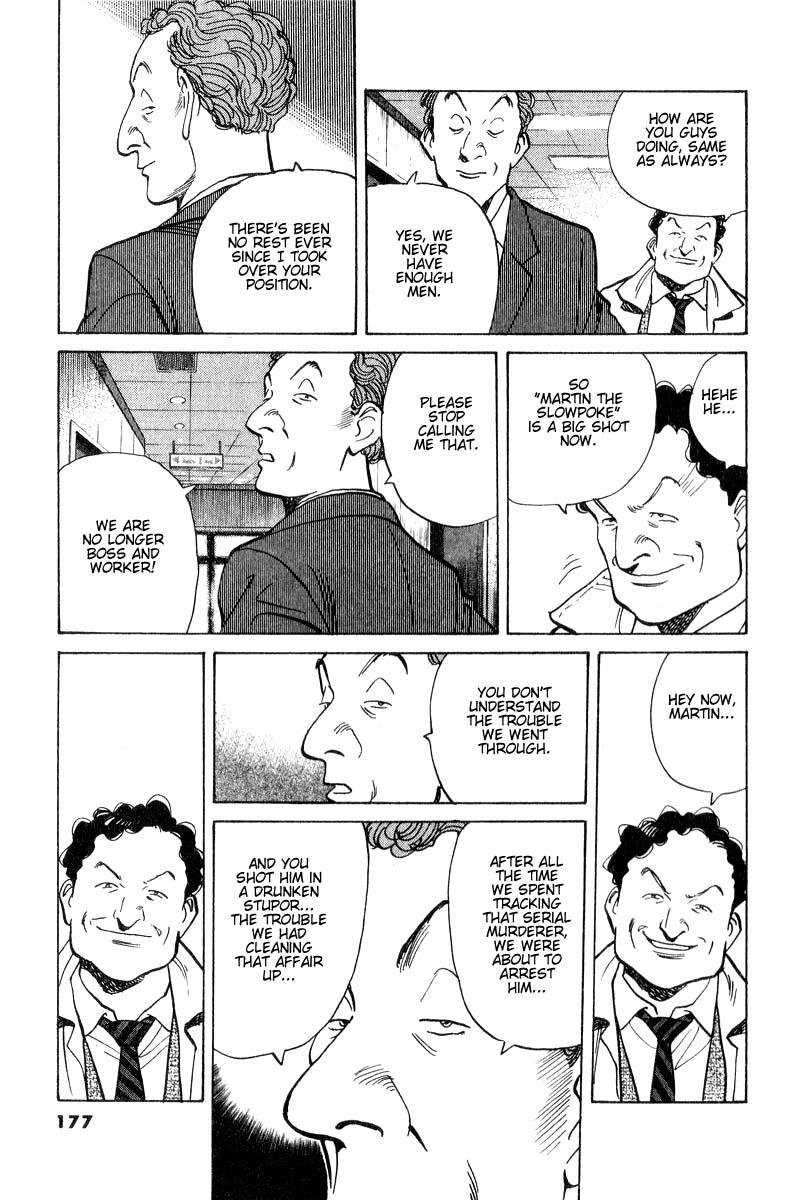 HOW ARE
YOU GUYS
DOING, SAME
AS ALWAYS?
YES, WE
NEVER
HAVE
ENOUGH
MEN.
THERE'S BEEN
NO REST EVER
SINCE I TOOK
OVER YOUR
POSITION.
HEHE
HE...
SO
"MARTIN THE
SLOWPOKE"
IS A BIG SHOT
NOW.
PLEASE
STOP
CALLING
ME THAT.
WE ARE
NO LONGER
BOSS AND
WORKER!
HEY NOW,
MARTIN...
YOU DON'T
UNDERSTAND
THE TROUBLE
WE WENT
THROUGH.
AFTER ALL
THE TIME
WE SPENT
TRACKING
THAT SERIAL
MURDERER,
WE WERE
ABOUT TO
ARREST
HIM...
AND YOU
SHOT HIM IN
A DRUNKEN
STUPOR...
THE TROUBLE
WE HAD
CLEANING
THAT AFFAIR
UP...
177